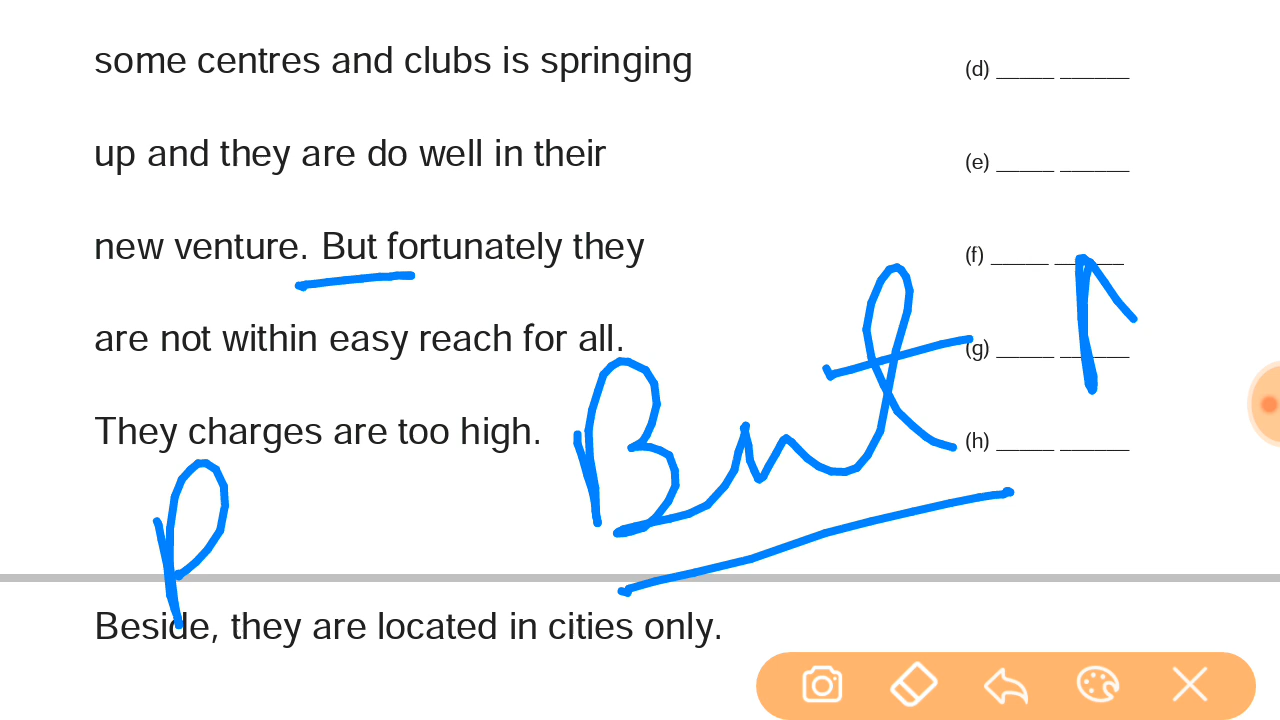 some centres and clubs is springing (d) _____ ______
up and they are do well in their (e) _____ ______
new venture. But fortunately they (f) _____ ______
are not within easy reach for all. (g) _____ ______
They charges are too high. (h) _____ ______
But
P
Beside, they are located in cities only.